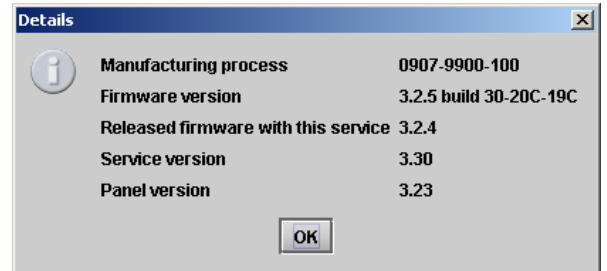 Details
Manufacturing process 0907-9900-100
Firmware version 3.2.5 build 30-20C-19C
Released firmware with this service 3.2.4
Service version 3.30
Panel version 3.23
OK